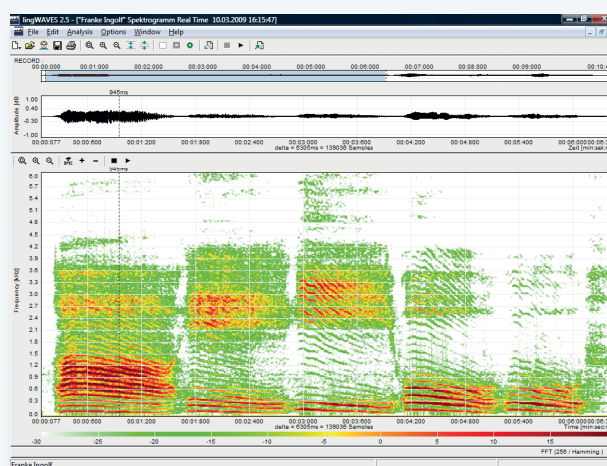 lingWAVES 2.5 - ["Franke Ingolf" Spektrogramm Real Time 10.03.2009 16:15:47]
File Edit Analysis Options Window Help
RECORD
00:00:000 00:01:000 00:02:000 00:03:000 00:04:000 00:05:000 00:06:000 00:07:000 00:08:000 00:09:000 00:10:
945ms
Amplitude [dB]
1.00
0.40
-0.30
-1.00
00:00:077 00:00:600 00:01:200 00:01:800 00:02:400 00:03:000 00:03:600 00:04:200 00:04:800 00:05:400 00:06:000
delta = 6305ms = 139036 Samples
Zeit [min:sec:
SPEC
945ms
Frequency [kHz]
6.0
5.7
5.4
5.1
4.8
4.5
4.2
3.9
3.6
3.3
3.0
2.7
2.4
2.1
1.8
1.5
1.2
0.9
0.6
0.3
0.0
00:00:077 00:00:600 00:01:200 00:01:800 00:02:400 00:03:000 00:03:600 00:04:200 00:04:800 00:05:400 00:06:000
delta = 6305ms = 139036 Samples
Time [min:sec:
-30 -25 -20 -15 -10 -5 0 5 10 15
FFT (256 / Hamming)
Franke Ingolf